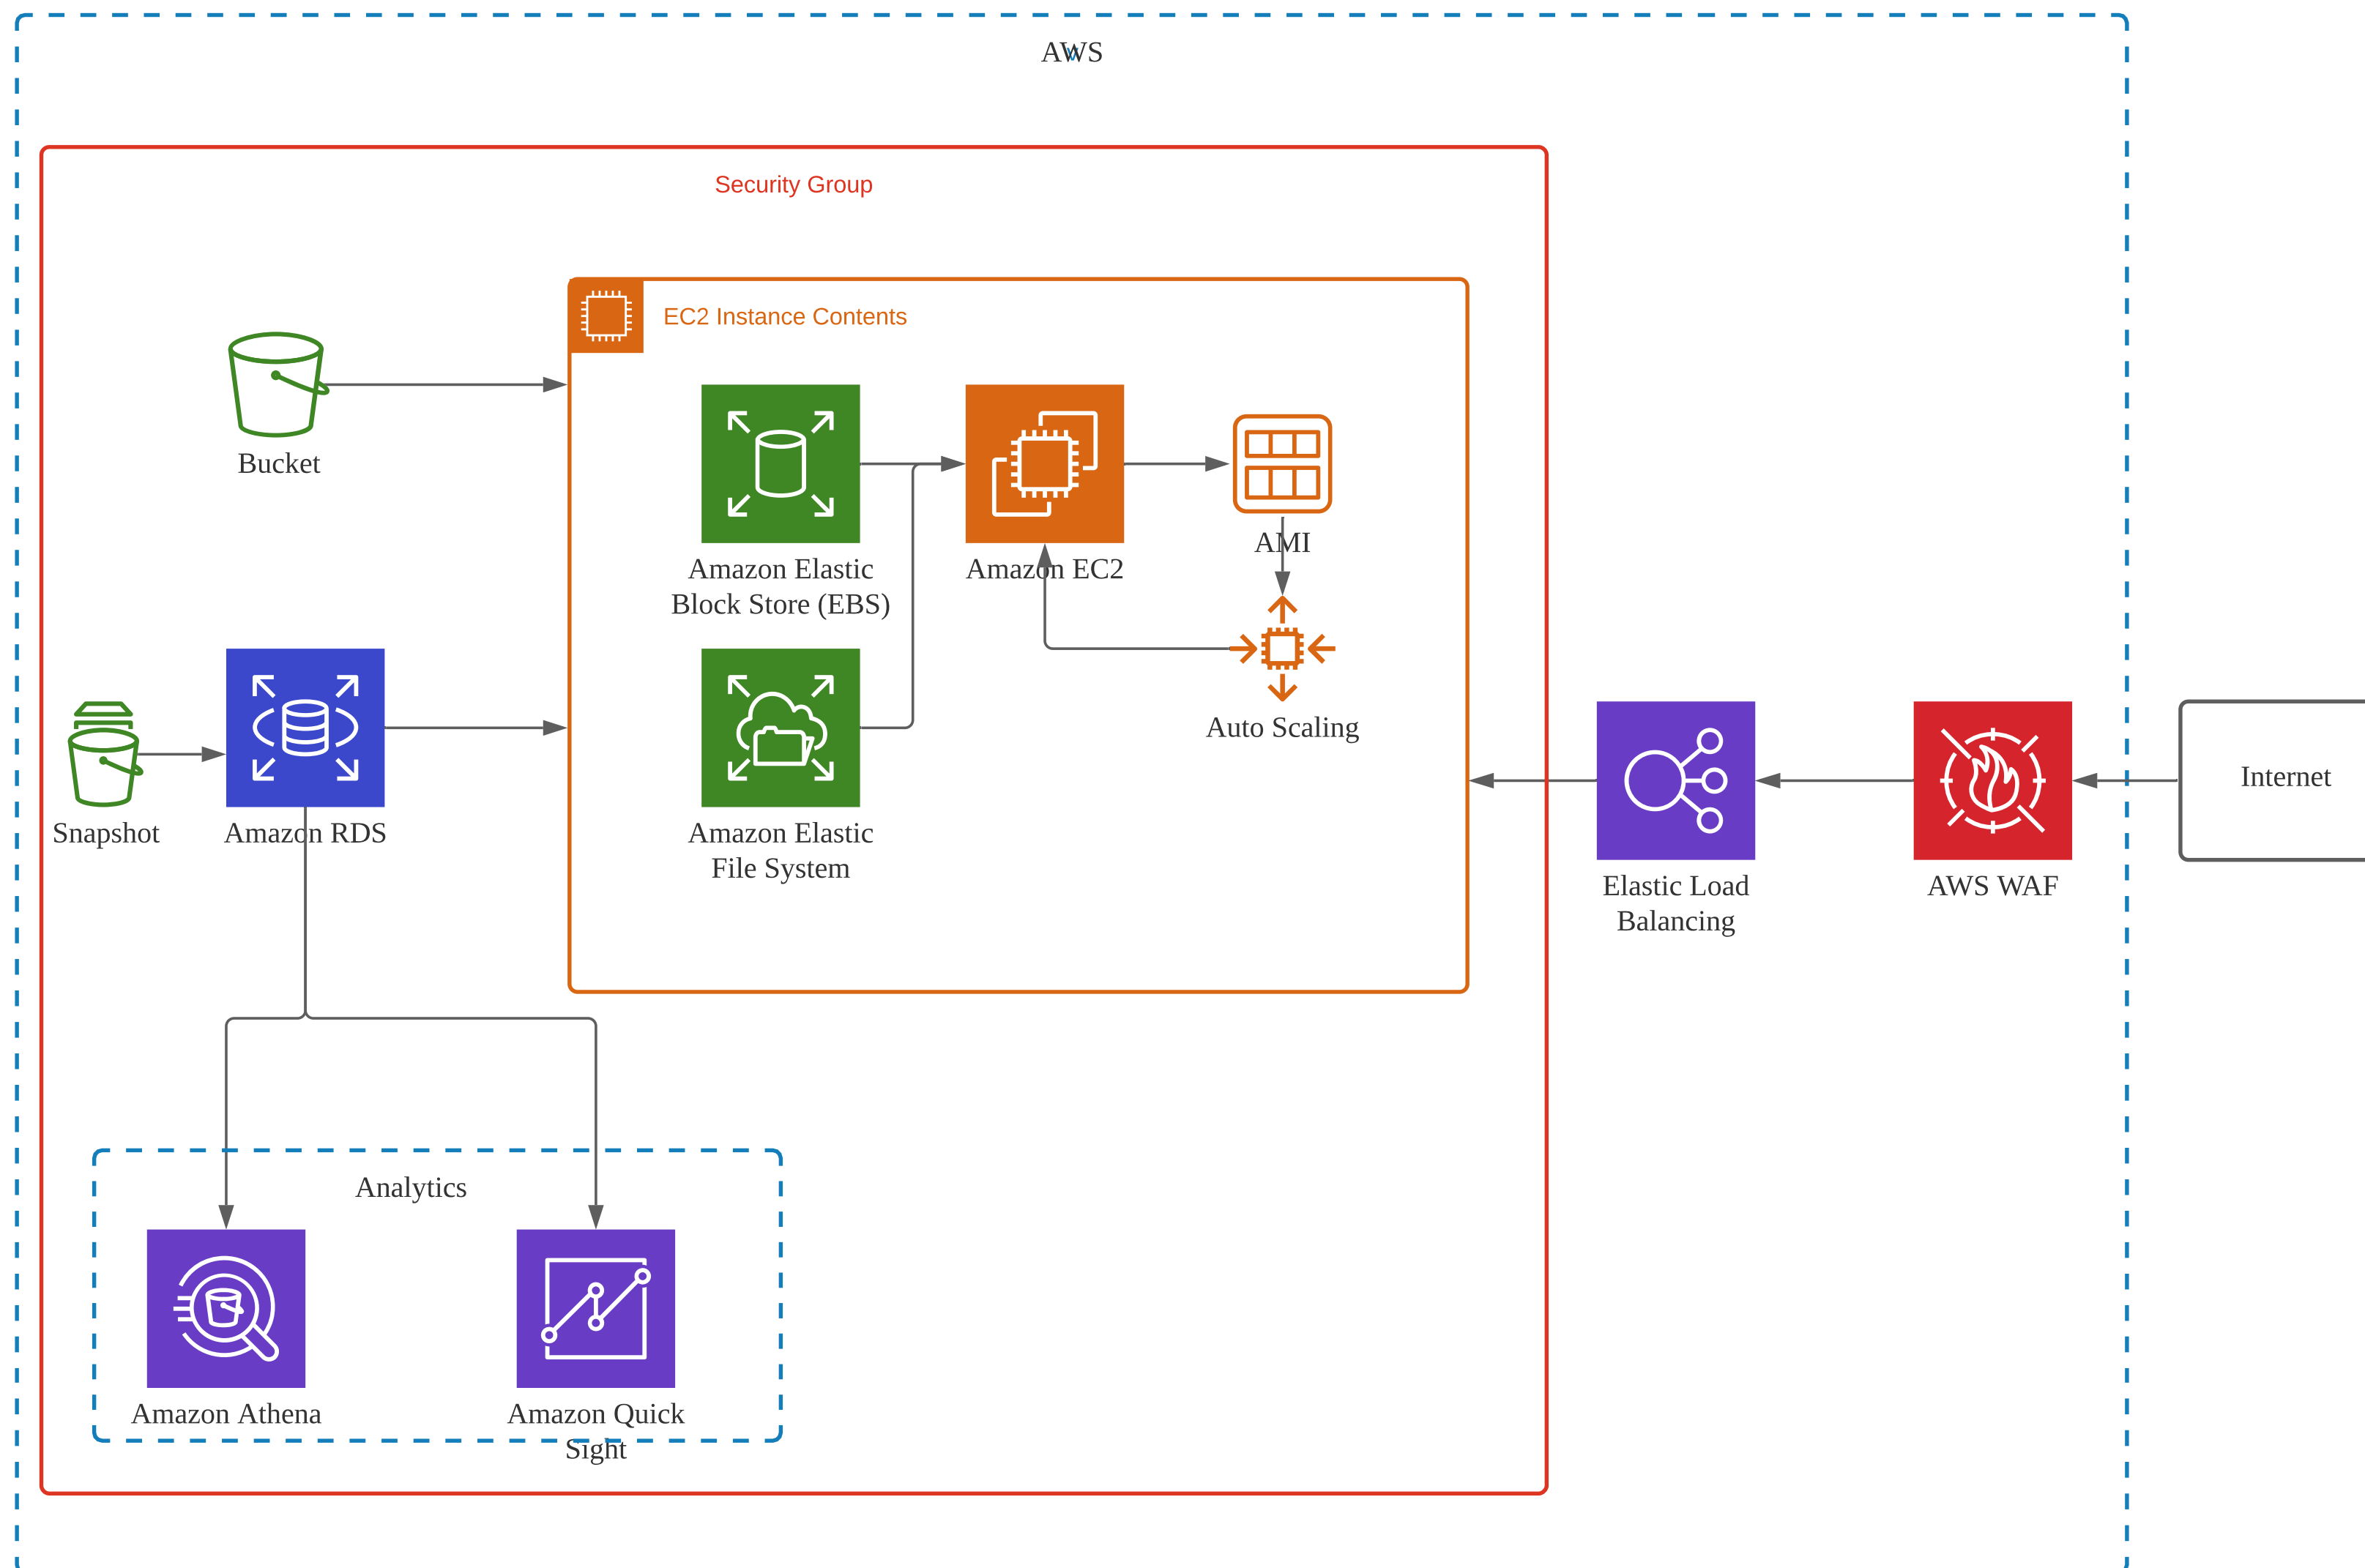 AWS
Security Group
EC2 Instance Contents
Bucket
AMI
Amazon Elastic
Block Store (EBS)
Amazon EC2
Auto Scaling
Internet
Snapshot
Amazon RDS
Amazon Elastic
File System
Elastic Load
Balancing
AWS WAF
Analytics
Amazon Athena
Amazon Quick
Sight